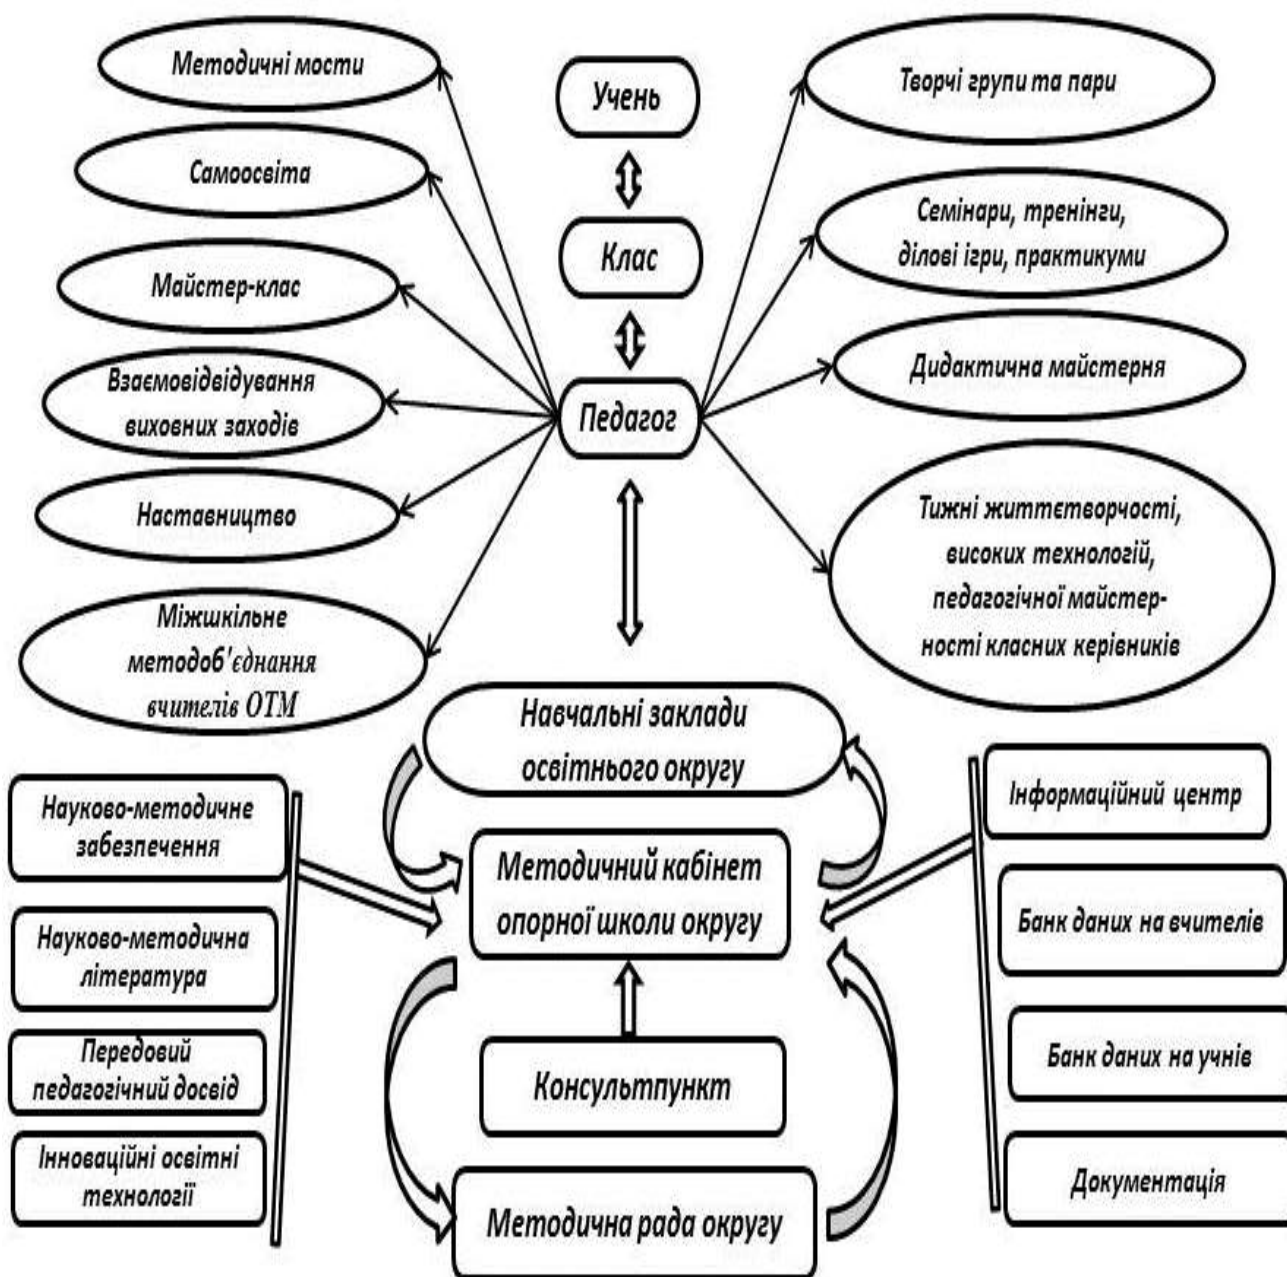 Методичні мости
Самоосвіта
Майстер-клас
Взаємовідвідування
виховних заходів
Наставництво
Міжшкільне
методоб'єднання
вчителів ОТМ
Учень
Клас
Педагог
Творчі групи та пари
Семінари, тренінги,
ділові ігри, практикуми
Дидактична майстерня
Тижні життєтворчості,
високих технологій,
педагогічної майстер-
ності класних керівників
Навчальні заклади
освітнього округу
Методичний кабінет
опорної школи округу
Консультпункт
Методична рада округу
Науково-методичне
забезпечення
Науково-методична
література
Передовий
педагогічний досвід
Інноваційні освітні
технології
Інформаційний центр
Банк даних на вчителів
Банк даних на учнів
Документація